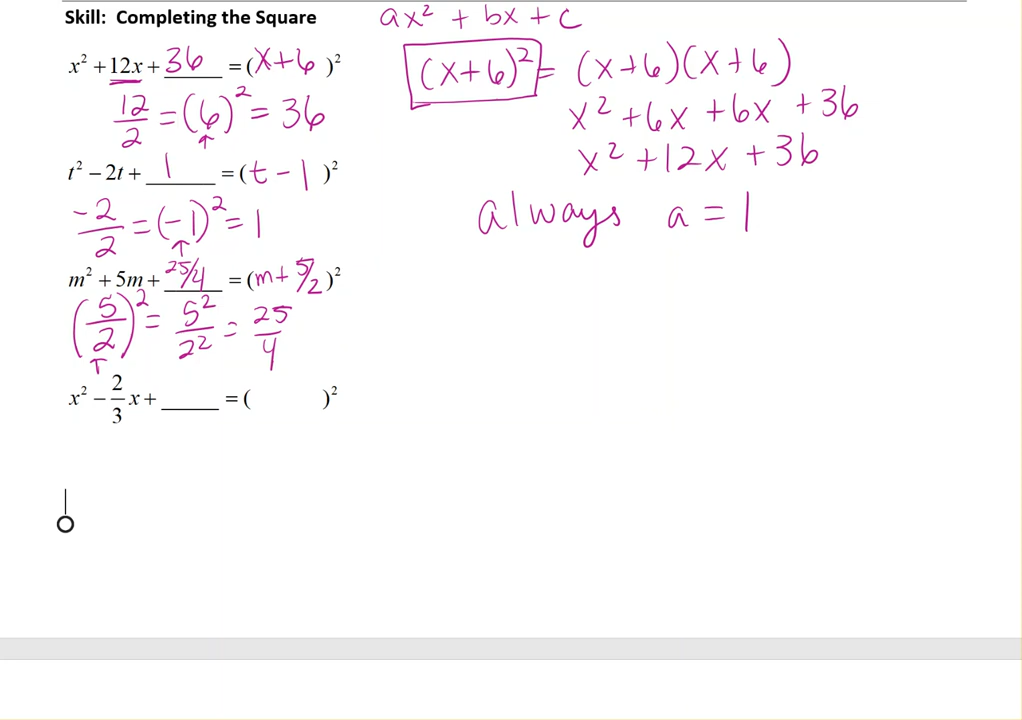 Skill: Completing the Square
ax² + bx + c
x² + 12x + 36 = (x+6)²
12/2 = (6)² = 36
(x+6)² = (x+6)(x+6)
x² + 6x + 6x + 36
x² + 12x + 36
t² − 2t + 1 = (t − 1)²
-2/2 = (-1)² = 1
always a = 1
m² + 5m + 25/4 = (m + 5/2)²
(5/2)² = 5²/2² = 25/4
x² − 2/3 x + ______ = ( )²